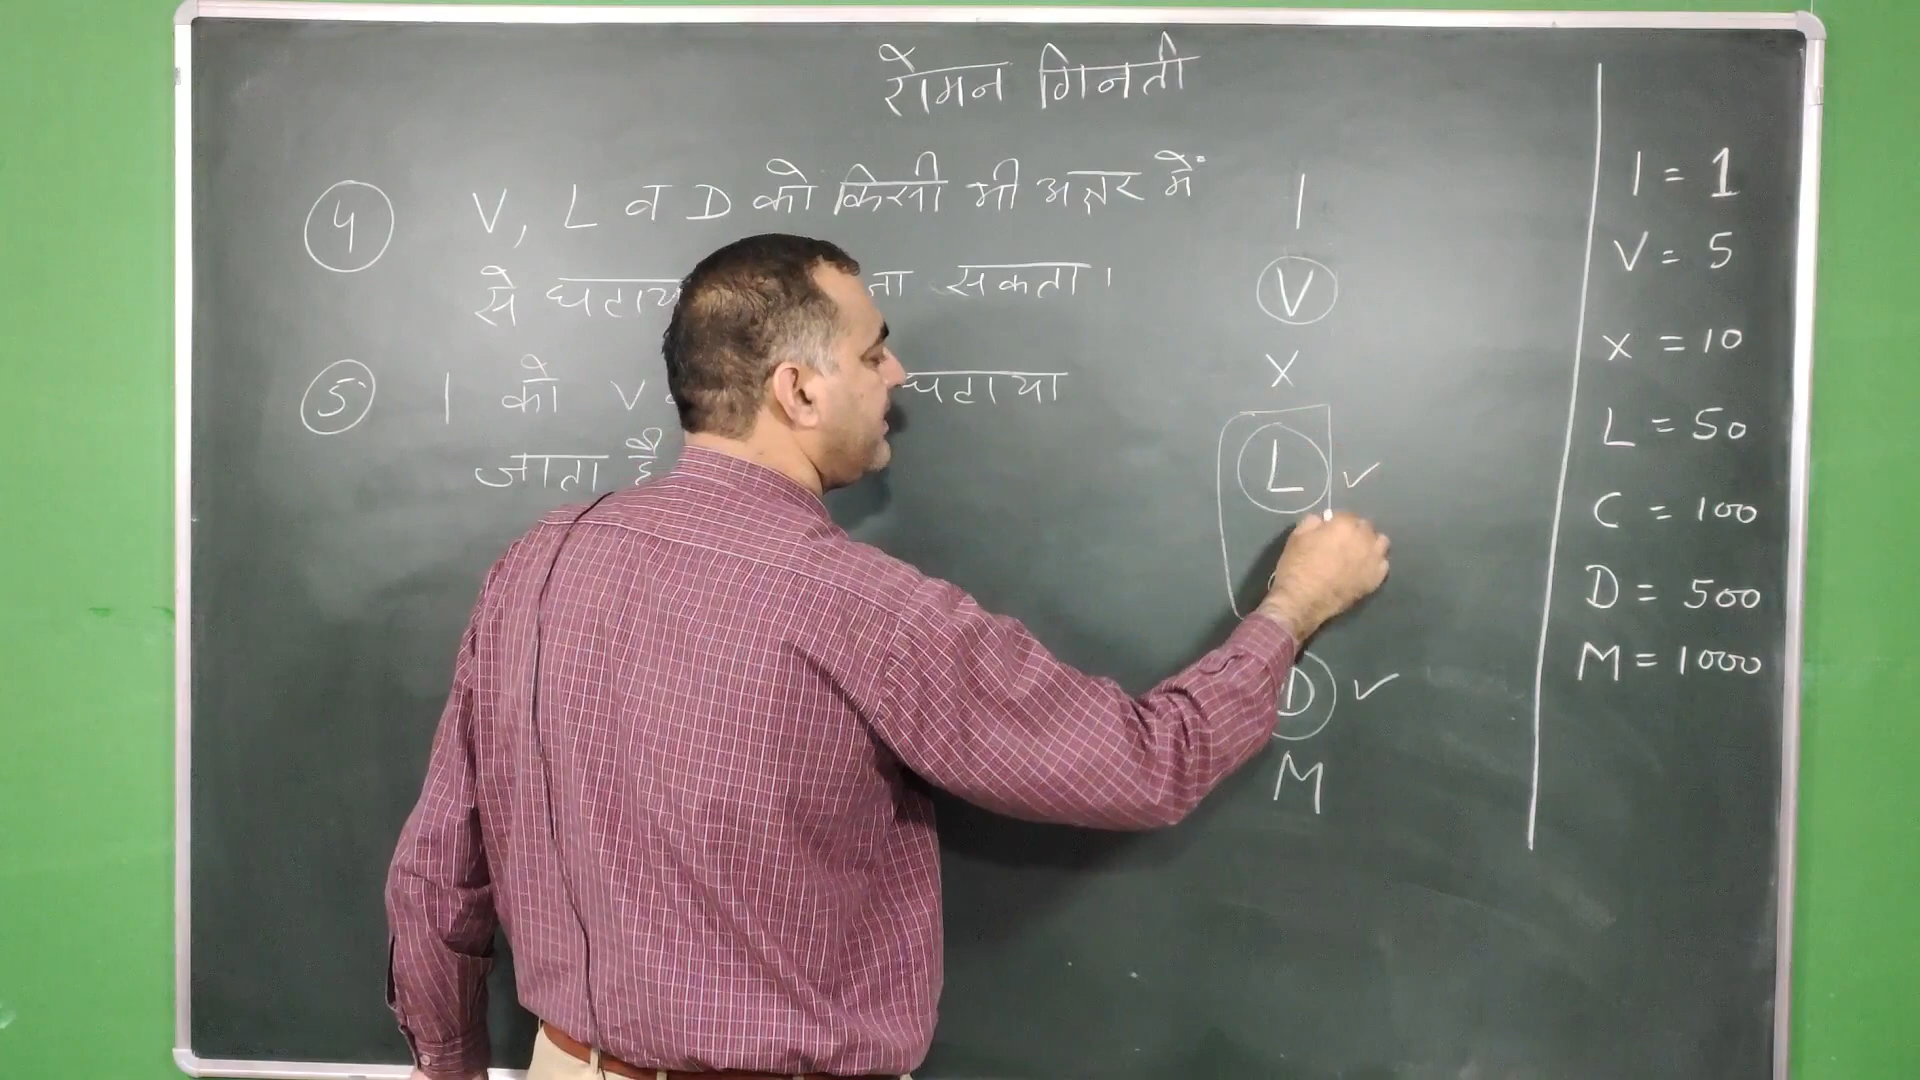 रोमन गिनती
4 V, L व D को किसी भी अक्षर में
से घटाया जा सकता।
5 I को V घटाया
जाता है
I
V
X
L ✓
D ✓
M
I = 1
V = 5
X = 10
L = 50
C = 100
D = 500
M = 1000